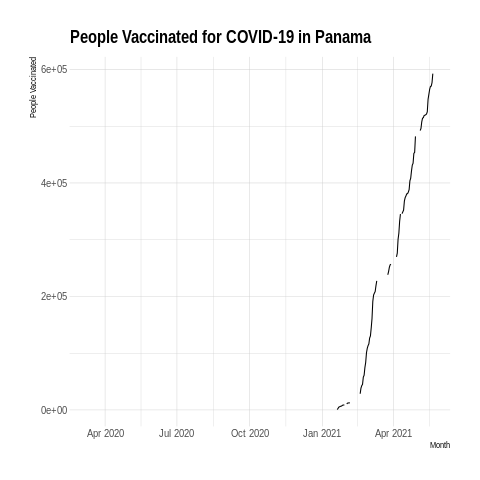 People Vaccinated for COVID-19 in Panama
People Vaccinated
6e+05
4e+05
2e+05
0e+00
Apr 2020 Jul 2020 Oct 2020 Jan 2021 Apr 2021
Month